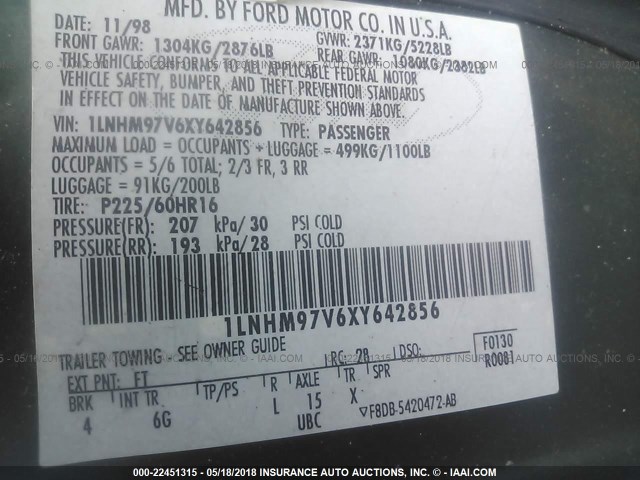 MFD. BY FORD MOTOR CO. IN U.S.A.
DATE: 11/98
GVWR: 2371KG/5228LB
FRONT GAWR: 1304KG/2876LB
REAR GAWR: 1080KG/2382LB
THIS VEHICLE CONFORMS TO ALL APPLICABLE FEDERAL MOTOR
VEHICLE SAFETY, BUMPER, AND THEFT PREVENTION STANDARDS
IN EFFECT ON THE DATE OF MANUFACTURE SHOWN ABOVE.
VIN: 1LNHM97V6XY642856 TYPE: PASSENGER
MAXIMUM LOAD = OCCUPANTS + LUGGAGE = 499KG/1100LB
OCCUPANTS = 5/6 TOTAL; 2/3 FR, 3 RR
LUGGAGE = 91KG/200LB
TIRE: P225/60HR16
PRESSURE(FR) = 207 kPa/30 PSI COLD
PRESSURE(RR) = 193 kPa/28 PSI COLD
1LNHM97V6XY642856
TRAILER TOWING - SEE OWNER GUIDE
RC: 2B DSO:
F0130
R0081
EXT PNT: FT
BRK INT TR TP/PS R AXLE TR SPR
4 6G L 15 X
UBC
▽F8DB-5420472-AB
000-22451315 - 05/18/2018 - INSURANCE AUTO AUCTIONS, INC. - IAAI.COM